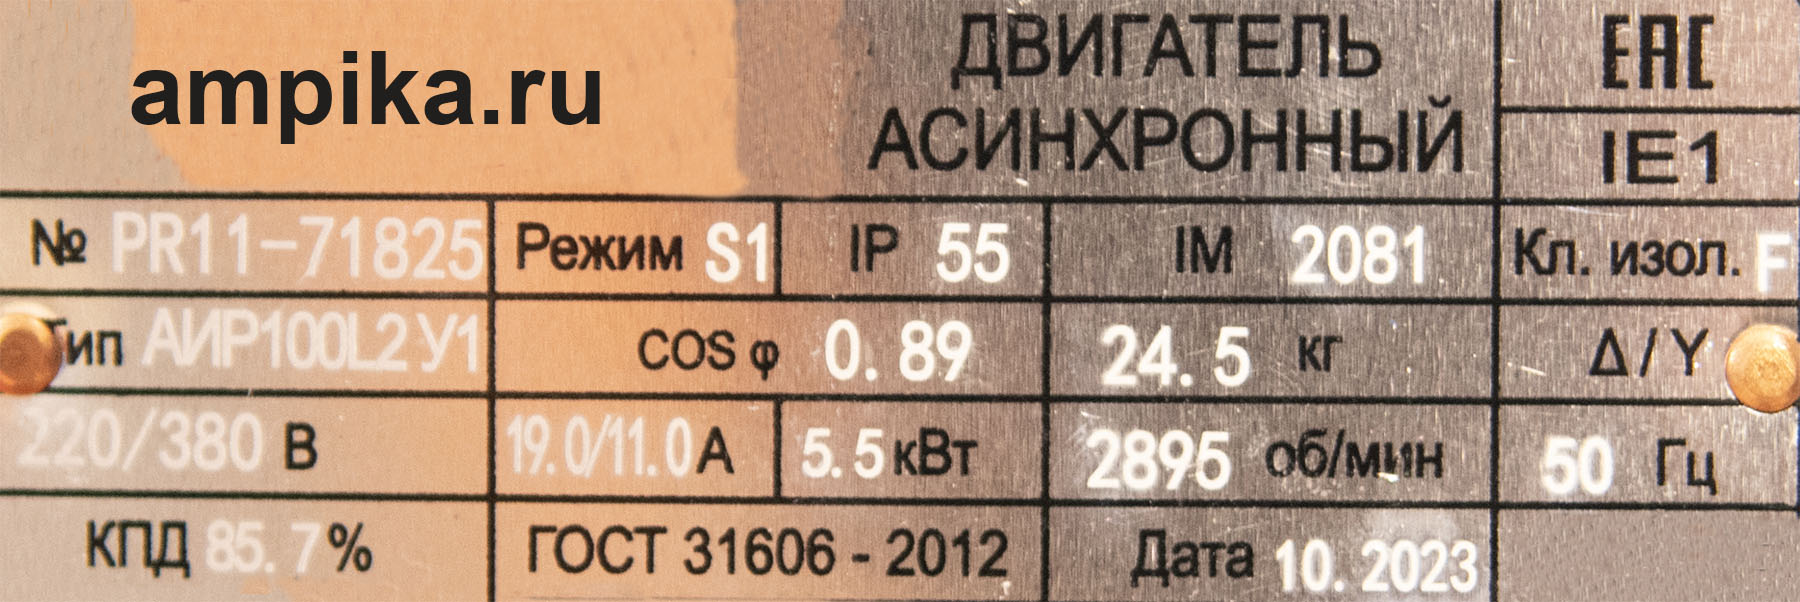 ampika.ru
ДВИГАТЕЛЬ
АСИНХРОННЫЙ
EAC
IE1
№ PR11-71825 Режим S1 IP 55 IM 2081 Кл. изол. F
Тип АИР100L2 У1 COS φ 0.89 24.5 кг Δ/Y
220/380 В 19.0/11.0 А 5.5 кВт 2895 об/мин 50 Гц
КПД 85.7 % ГОСТ 31606 - 2012 Дата 10.2023